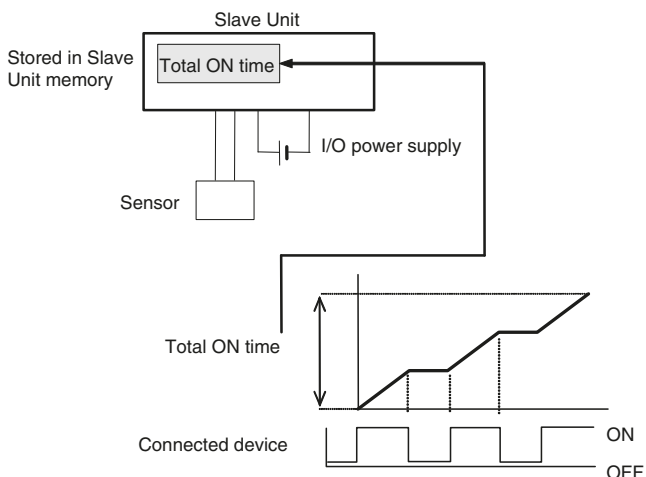 Slave Unit
Stored in Slave
Unit memory
Total ON time
I/O power supply
Sensor
Total ON time
Connected device
ON
OFF